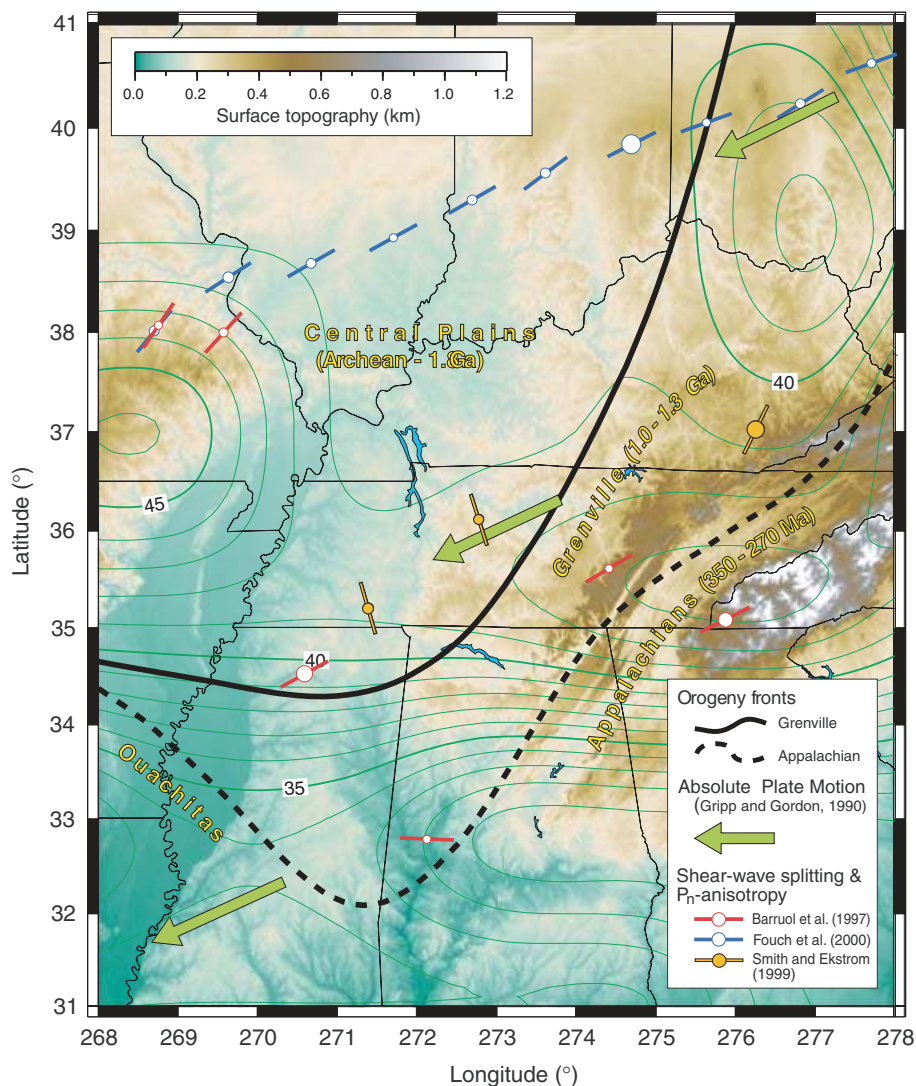 41
40
39
38
37
36
35
34
33
32
31
Latitude (°)
0.0 0.2 0.4 0.6 0.8 1.0 1.2
Surface topography (km)
Central Plains
(Archean - 1.8Ga)
Grenville (1.0 - 1.3 Ga)
Appalachians (350 - 270 Ma)
Ouachitas
40
45
40
35
Orogeny fronts
Grenville
Appalachian
Absolute Plate Motion
(Gripp and Gordon, 1990)
Shear-wave splitting &
Pn-anisotropy
Barruol et al. (1997)
Fouch et al. (2000)
Smith and Ekstrom
(1999)
268 269 270 271 272 273 274 275 276 277 278
Longitude (°)